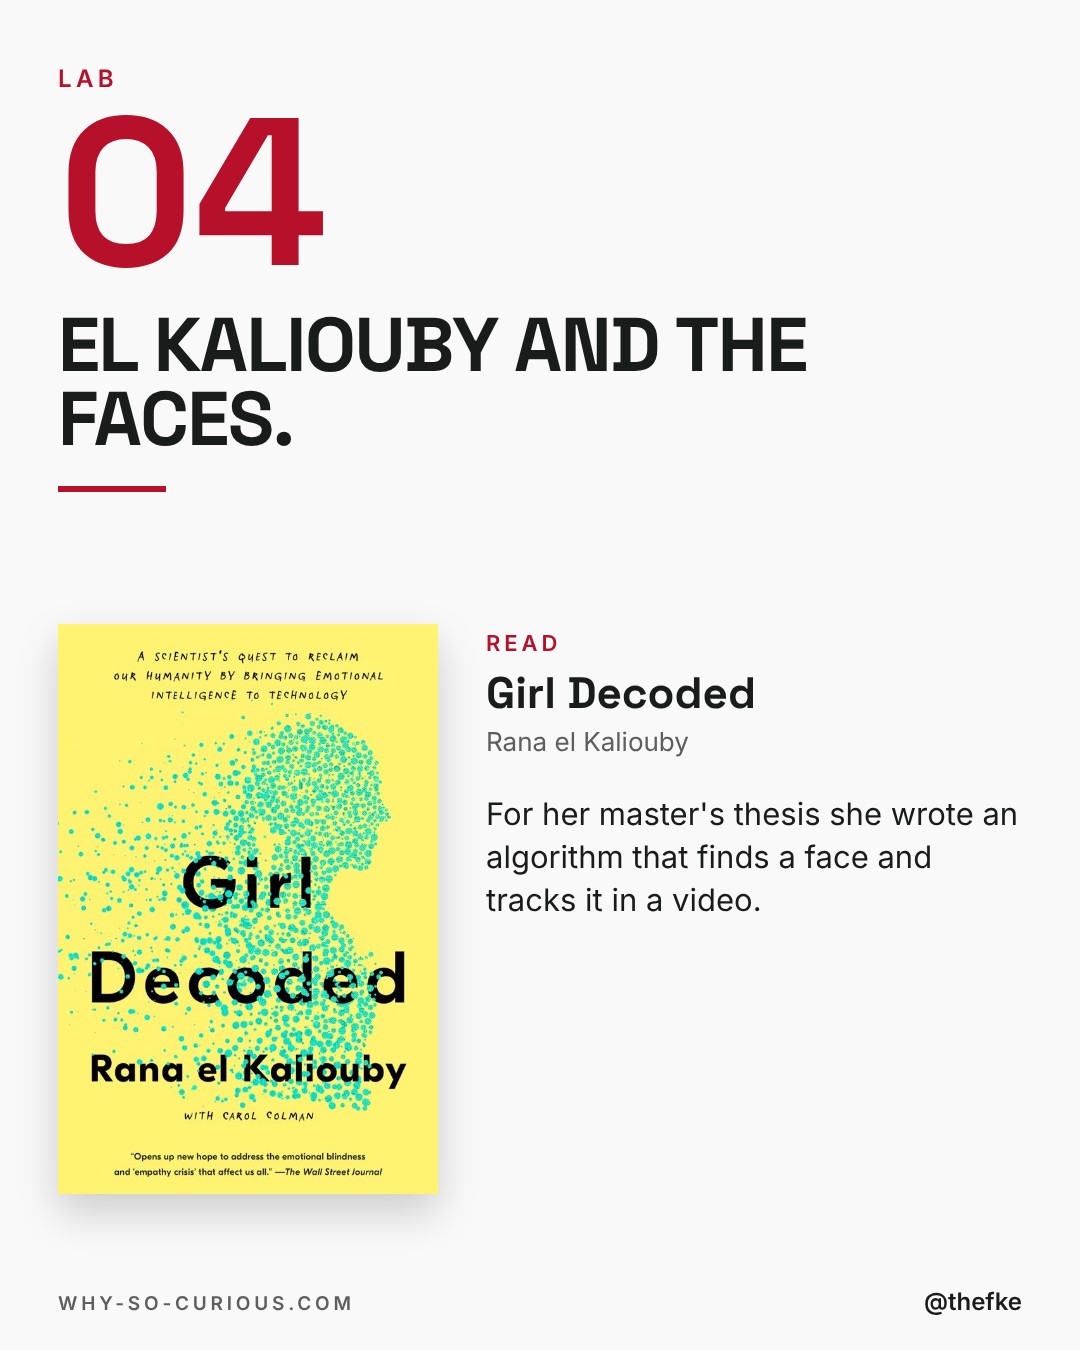 LAB
04
EL KALIOUBY AND THE
FACES.
A SCIENTIST'S QUEST TO RECLAIM
OUR HUMANITY BY BRINGING EMOTIONAL
INTELLIGENCE TO TECHNOLOGY
Girl
Decoded
Rana el Kaliouby
WITH CAROL COLMAN
"Opens up new hope to address the emotional blindness
and 'empathy crisis' that affect us all." —The Wall Street Journal
READ
Girl Decoded
Rana el Kaliouby
For her master's thesis she wrote an
algorithm that finds a face and
tracks it in a video.
WHY-SO-CURIOUS.COM
@thefke